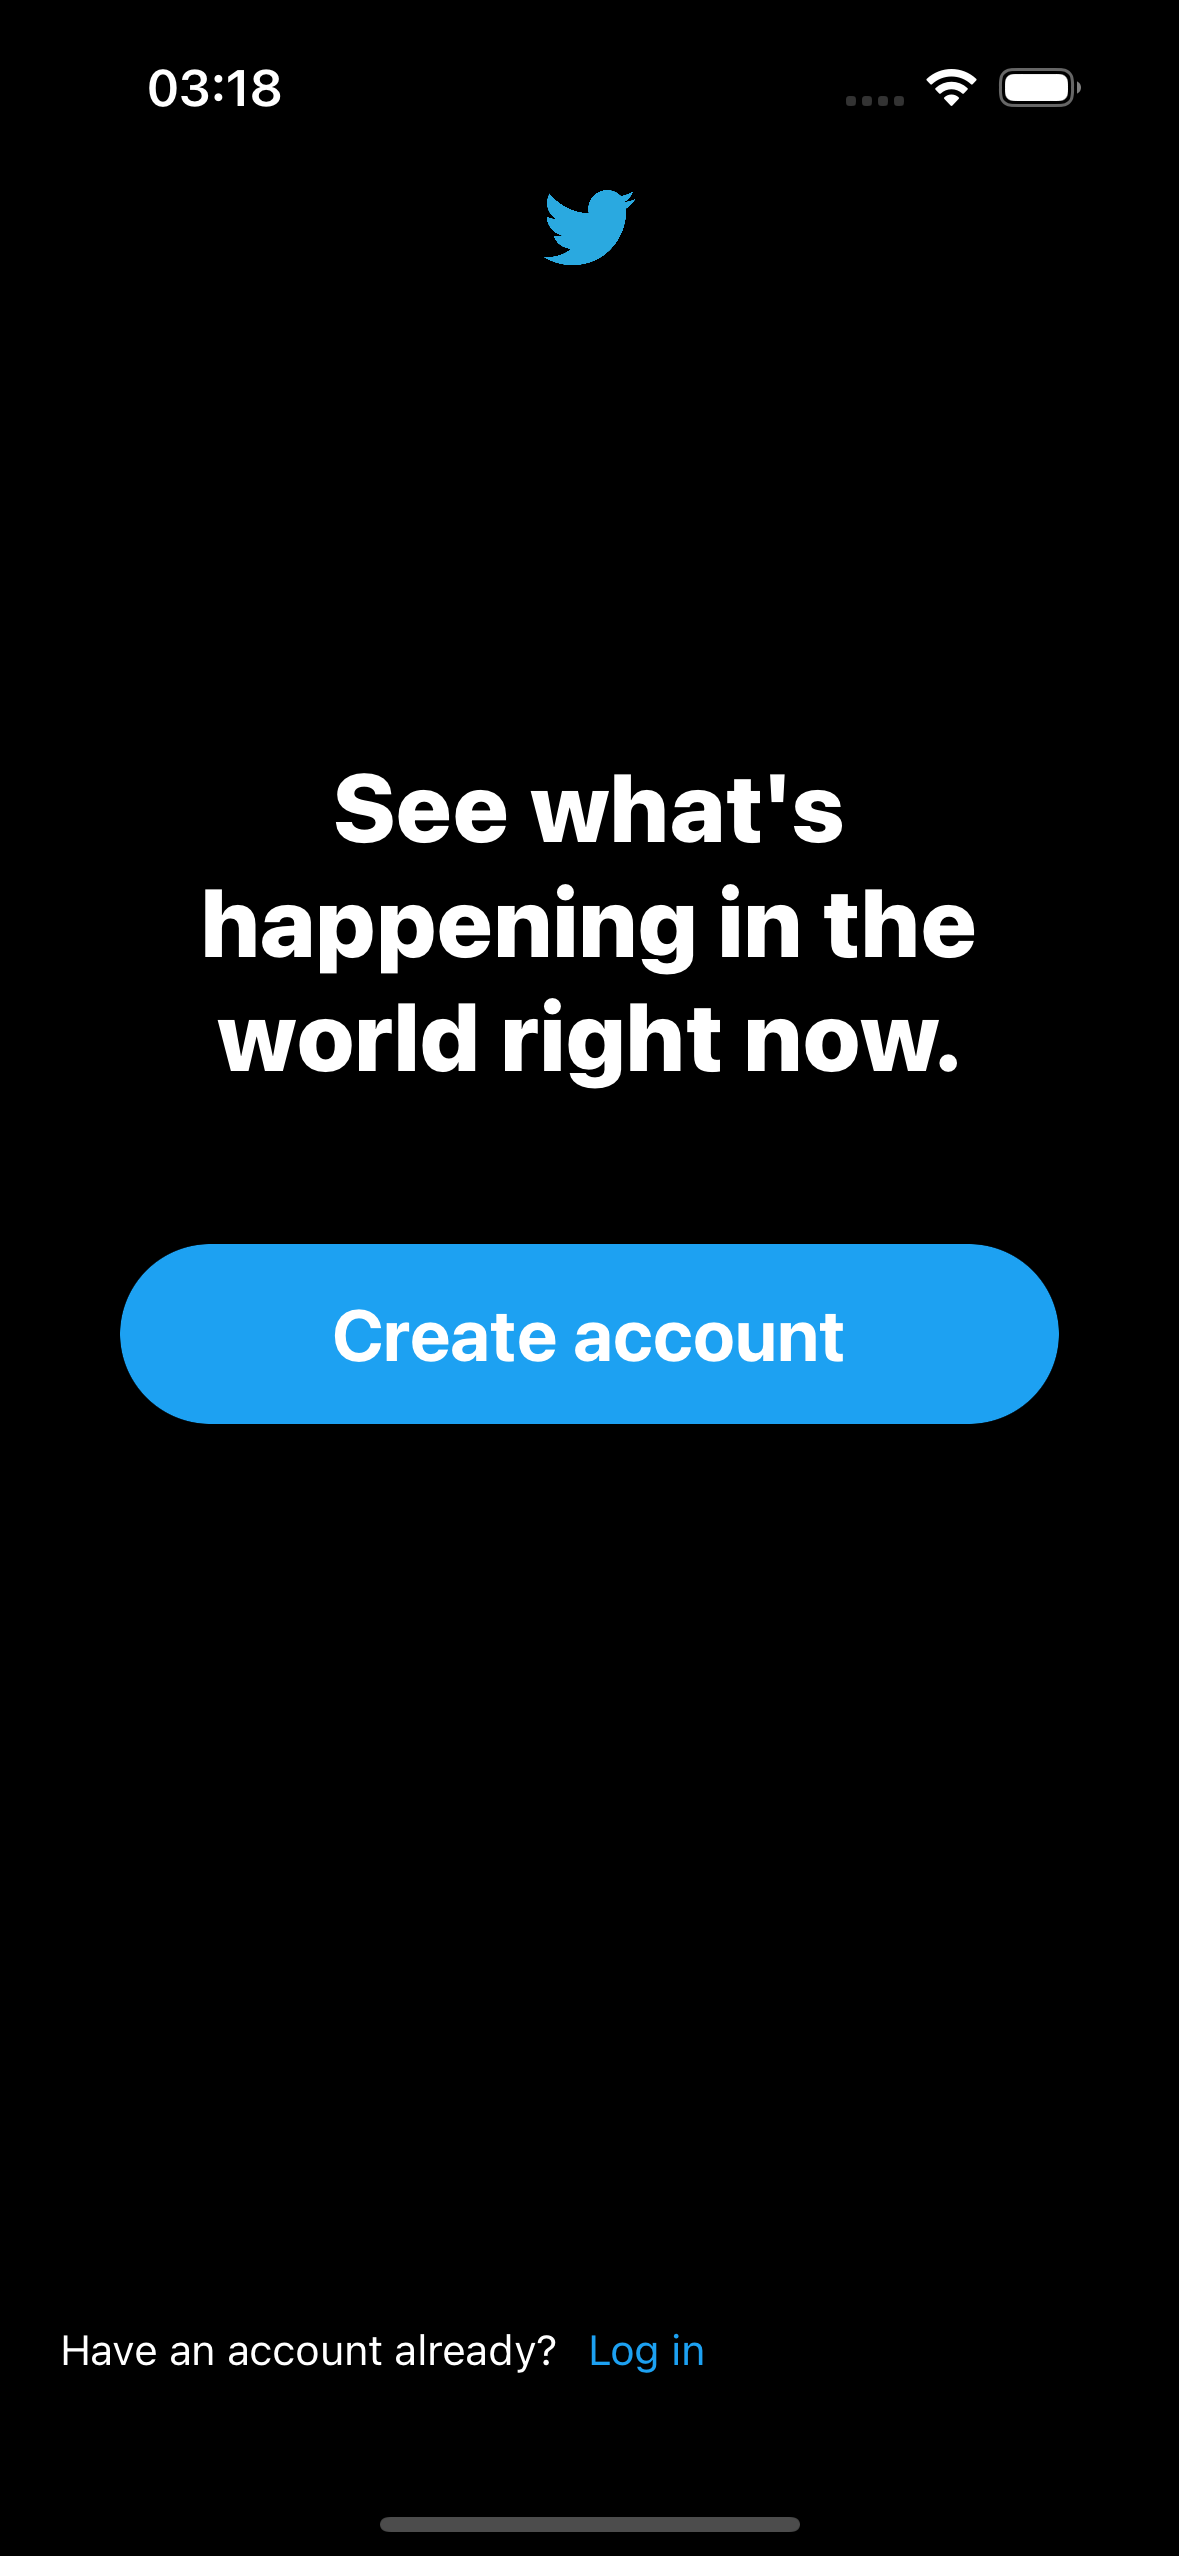 03:18
See what's
happening in the
world right now.
Create account
Have an account already? Log in